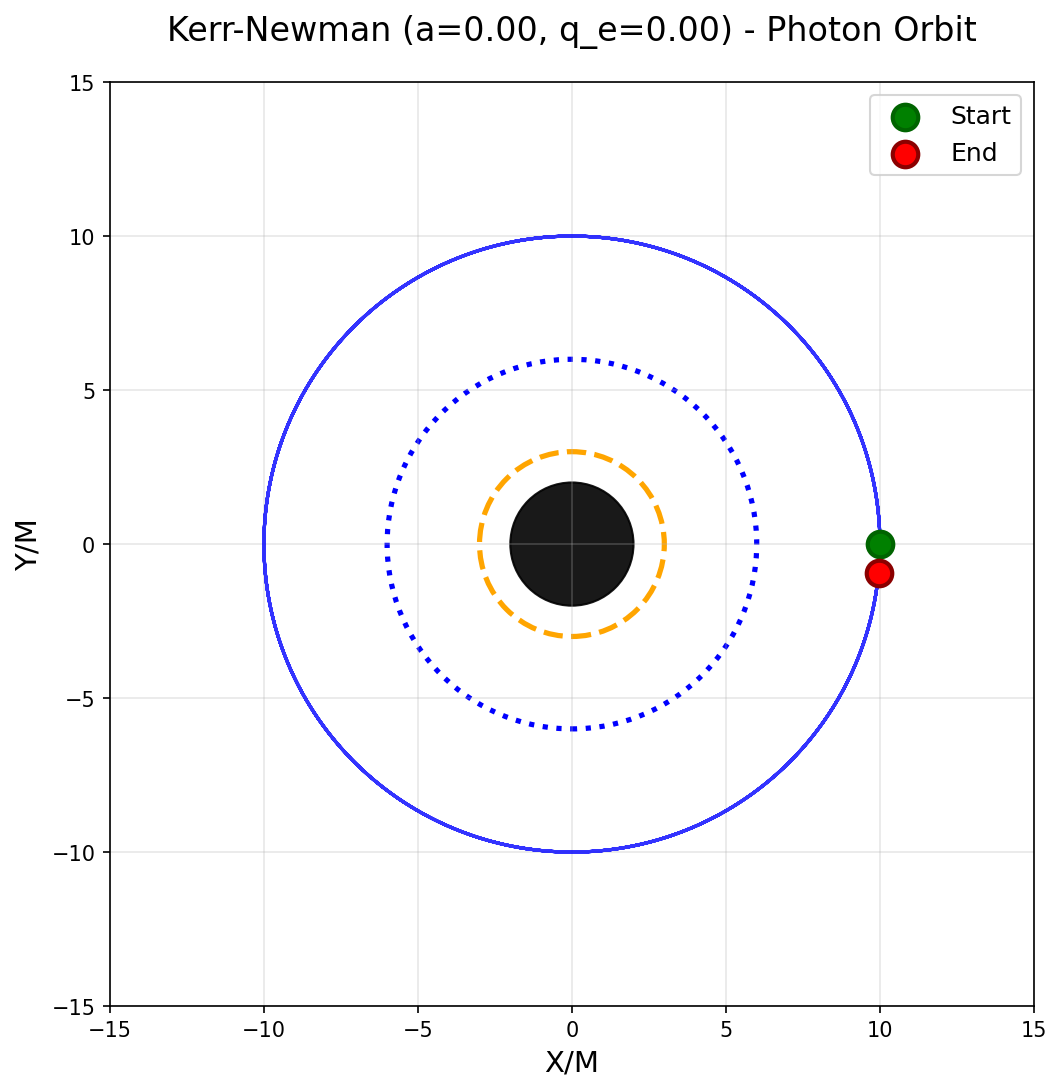 Kerr-Newman (a=0.00, q_e=0.00) - Photon Orbit
Start
End
15
10
5
0
−5
−10
−15
Y/M
−15 −10 −5 0 5 10 15
X/M